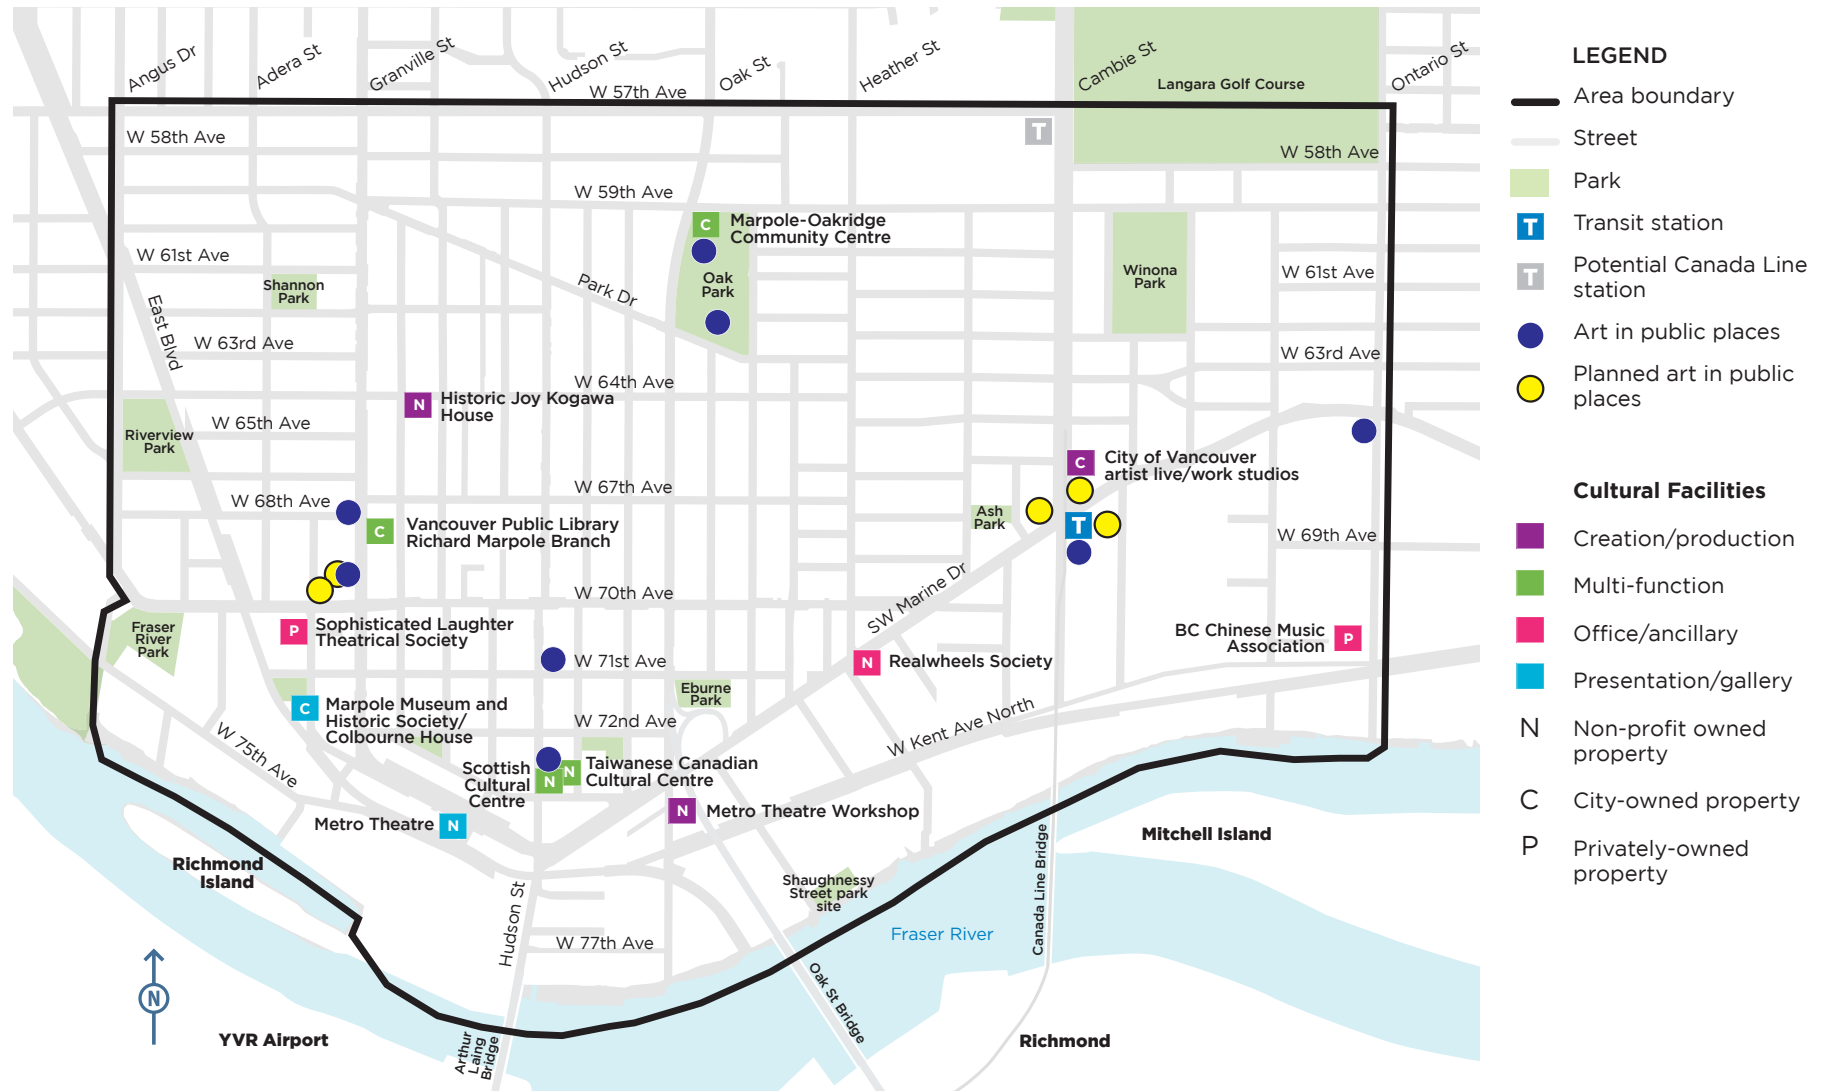 Angus Dr
Adera St
Granville St
Hudson St
Oak St
Heather St
Cambie St
Ontario St
W 57th Ave
Langara Golf Course
T
W 58th Ave
W 58th Ave
W 59th Ave
C
Marpole-Oakridge
Community Centre
W 61st Ave
W 61st Ave
Shannon
Park
Park Dr
Oak
Park
Winona
Park
East Blvd
W 63rd Ave
W 63rd Ave
W 64th Ave
N
Historic Joy Kogawa
House
W 65th Ave
Riverview
Park
C
City of Vancouver
artist live/work studios
W 67th Ave
W 68th Ave
C
Vancouver Public Library
Richard Marpole Branch
Ash
Park
T
W 69th Ave
W 70th Ave
SW Marine Dr
Fraser
River
Park
P
Sophisticated Laughter
Theatrical Society
BC Chinese Music
Association
P
W 71st Ave
N
Realwheels Society
Eburne
Park
C
Marpole Museum and
Historic Society/
Colbourne House
W 72nd Ave
W Kent Ave North
W 75th Ave
Scottish
Cultural
Centre
N
N
Taiwanese Canadian
Cultural Centre
Metro Theatre
N
N
Metro Theatre Workshop
Mitchell Island
Richmond
Island
Shaughnessy
Street park
site
Canada Line Bridge
Hudson St
Fraser River
W 77th Ave
Oak St Bridge
N
YVR Airport
Arthur
Laing
Bridge
Richmond
LEGEND
Area boundary
Street
Park
T
Transit station
T
Potential Canada Line
station
Art in public places
Planned art in public
places
Cultural Facilities
Creation/production
Multi-function
Office/ancillary
Presentation/gallery
N
Non-profit owned
property
C
City-owned property
P
Privately-owned
property